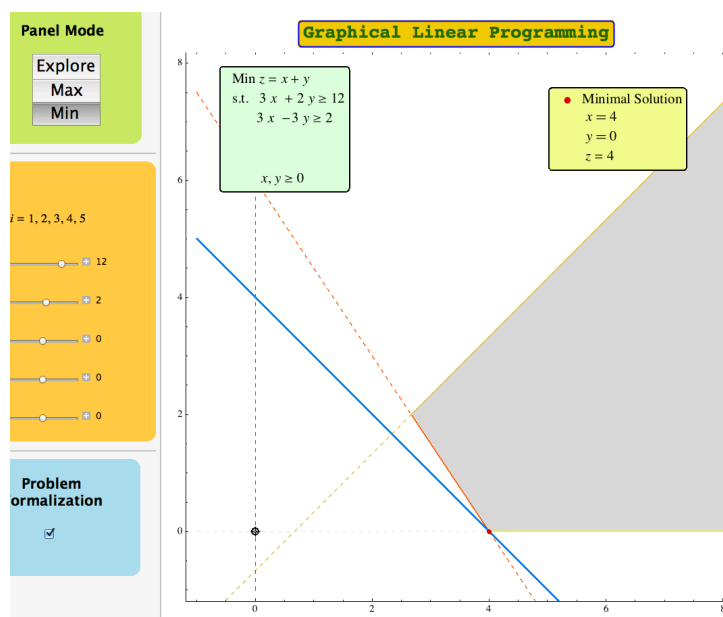 Panel Mode
Explore
Max
Min
i = 1, 2, 3, 4, 5
12
2
0
0
0
Problem
ormalization
Graphical Linear Programming
Min z = x + y
s.t. 3 x + 2 y ≥ 12
3 x − 3 y ≥ 2
x, y ≥ 0
Minimal Solution
x = 4
y = 0
z = 4
8
6
4
2
0
0
2
4
6
8